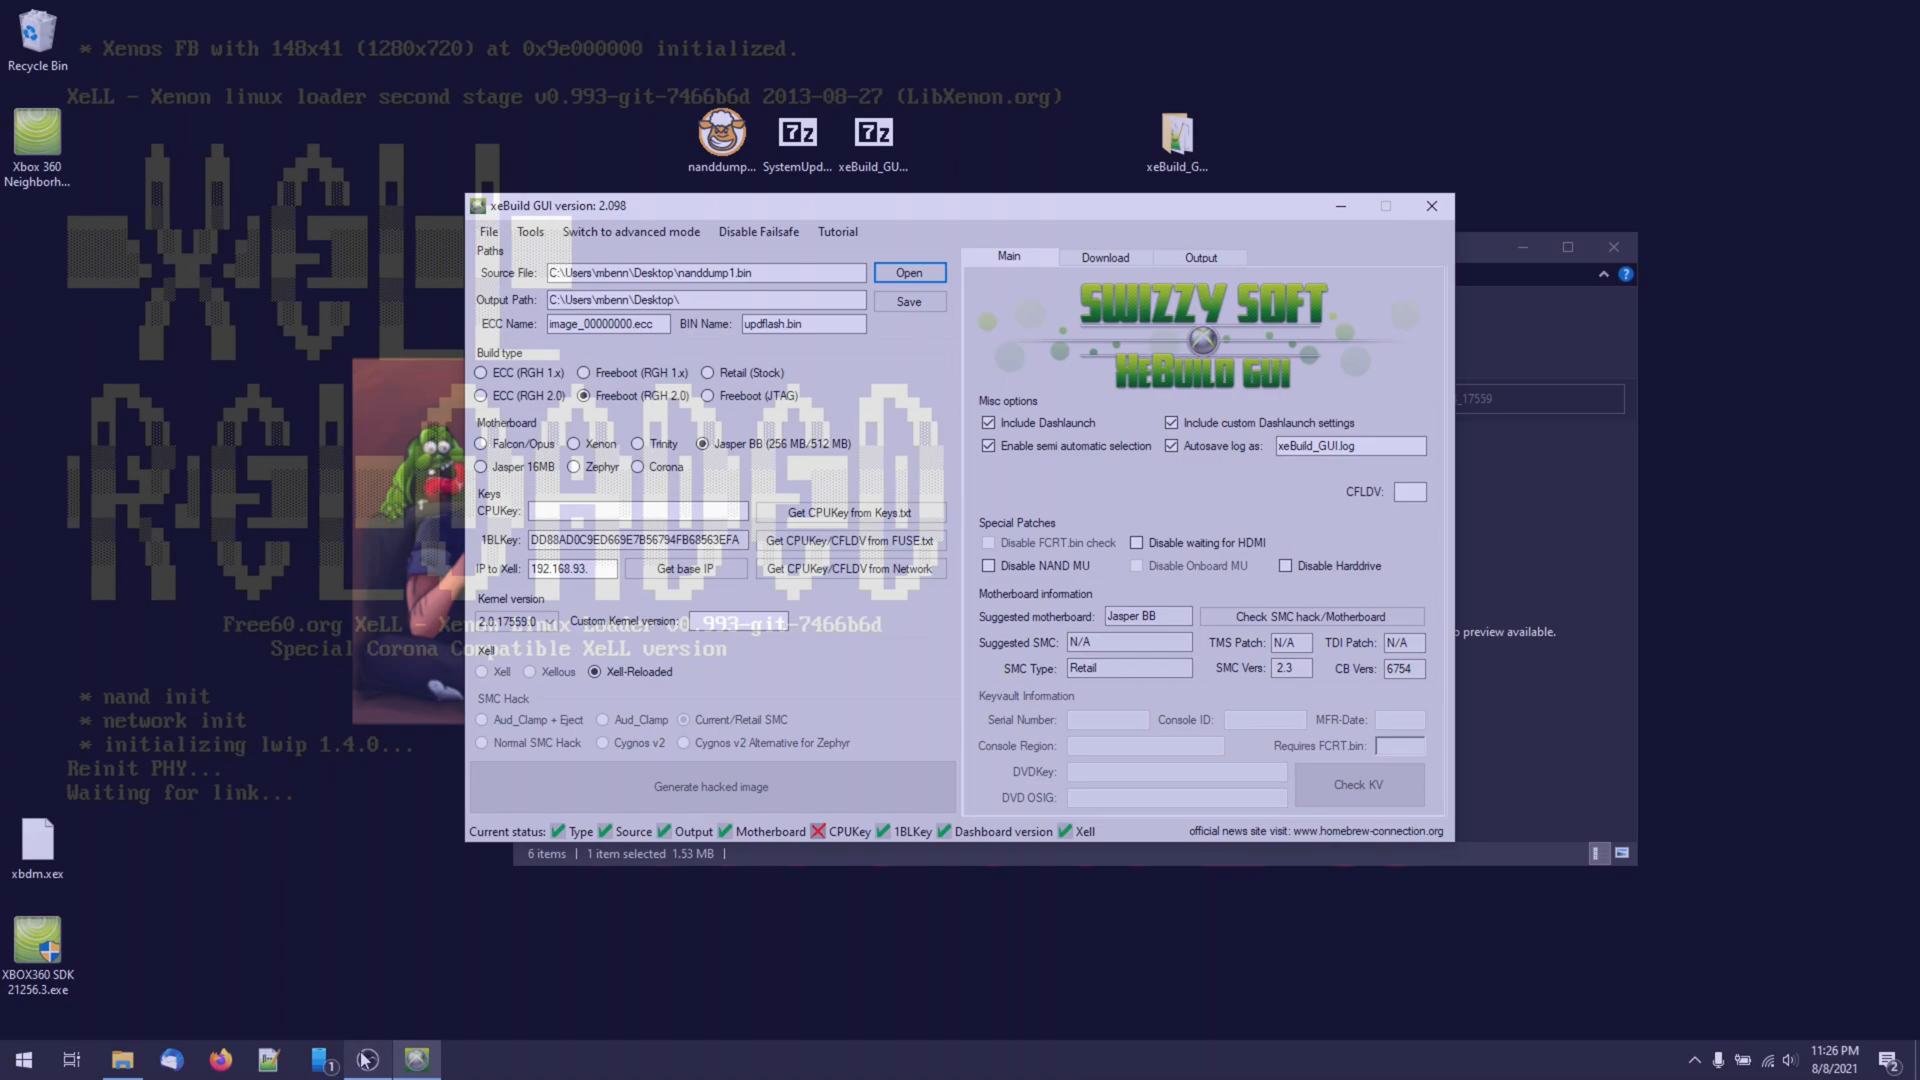 Recycle Bin
* Xenos FB with 148x41 (1280x720) at 0x9e000000 initialized.
XeLL - Xenon linux loader second stage v0.993-git-7466b6d 2013-08-27 (LibXenon.org)
Xbox 360
Neighborh...
nanddump...
SystemUpd...
xeBuild_GU...
xeBuild_G...
XeLL
RELOADED
xeBuild GUI version: 2.098
File Tools Switch to advanced mode Disable Failsafe Tutorial
Paths
Source File: C:\Users\mbenn\Desktop\nanddump1.bin Open
Output Path: C:\Users\mbenn\Desktop\ Save
ECC Name: image_00000000.ecc BIN Name: updflash.bin
Build type
ECC (RGH 1.x) Freeboot (RGH 1.x) Retail (Stock)
ECC (RGH 2.0) Freeboot (RGH 2.0) Freeboot (JTAG)
Motherboard
Falcon/Opus Xenon Trinity Jasper BB (256 MB/512 MB)
Jasper 16MB Zephyr Corona
Keys
CPUKey: Get CPUKey from Keys.txt
1BLKey: DD88AD0C9ED669E7B56794FB68563EFA Get CPUKey/CFLDV from FUSE.txt
IP to Xell: 192.168.93. Get base IP Get CPUKey/CFLDV from Network
Kernel version
2.0.17559.0 Custom Kernel version:
Free60.org XeLL - Xenon Linux Loader v0.993-git-7466b6d
Special Corona Compatible XeLL version
Xell
Xell Xellous Xell-Reloaded
SMC Hack
Aud_Clamp + Eject Aud_Clamp Current/Retail SMC
Normal SMC Hack Cygnos v2 Cygnos v2 Alternative for Zephyr
Generate hacked image
Main Download Output
SWIZZY SOFT
XEBUILD GUI
Misc options
Include Dashlaunch Include custom Dashlaunch settings
Enable semi automatic selection Autosave log as: xeBuild_GUI.log
CFLDV:
Special Patches
Disable FCRT.bin check Disable waiting for HDMI
Disable NAND MU Disable Onboard MU Disable Harddrive
Motherboard information
Suggested motherboard: Jasper BB Check SMC hack/Motherboard
Suggested SMC: N/A TMS Patch: N/A TDI Patch: N/A
SMC Type: Retail SMC Vers: 2.3 CB Vers: 6754
Keyvault Information
Serial Number: Console ID: MFR-Date:
Console Region: Requires FCRT.bin:
DVDKey: Check KV
DVD OSIG:
Current status: Type Source Output Motherboard CPUKey 1BLKey Dashboard version Xell official news site visit: www.homebrew-connection.org
_17559
preview available.
6 items 1 item selected 1.53 MB
* nand init
* network init
* initializing lwip 1.4.0...
Reinit PHY...
Waiting for link...
xbdm.xex
XBOX360 SDK
21256.3.exe
1
11:26 PM
8/8/2021
2